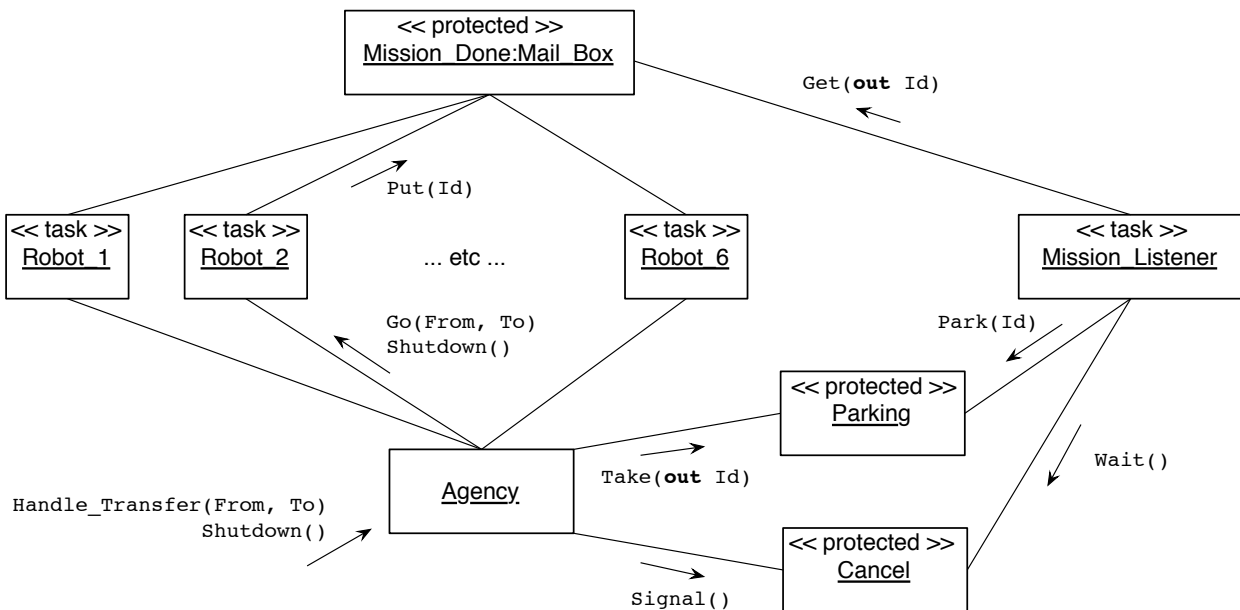 << protected >>
Mission_Done:Mail_Box
Get(out Id)
Put(Id)
<< task >>
Robot_1
<< task >>
Robot_2
... etc ...
<< task >>
Robot_6
<< task >>
Mission_Listener
Go(From, To)
Shutdown()
Park(Id)
<< protected >>
Parking
Wait()
Take(out Id)
Agency
Handle_Transfer(From, To)
Shutdown()
<< protected >>
Cancel
Signal()